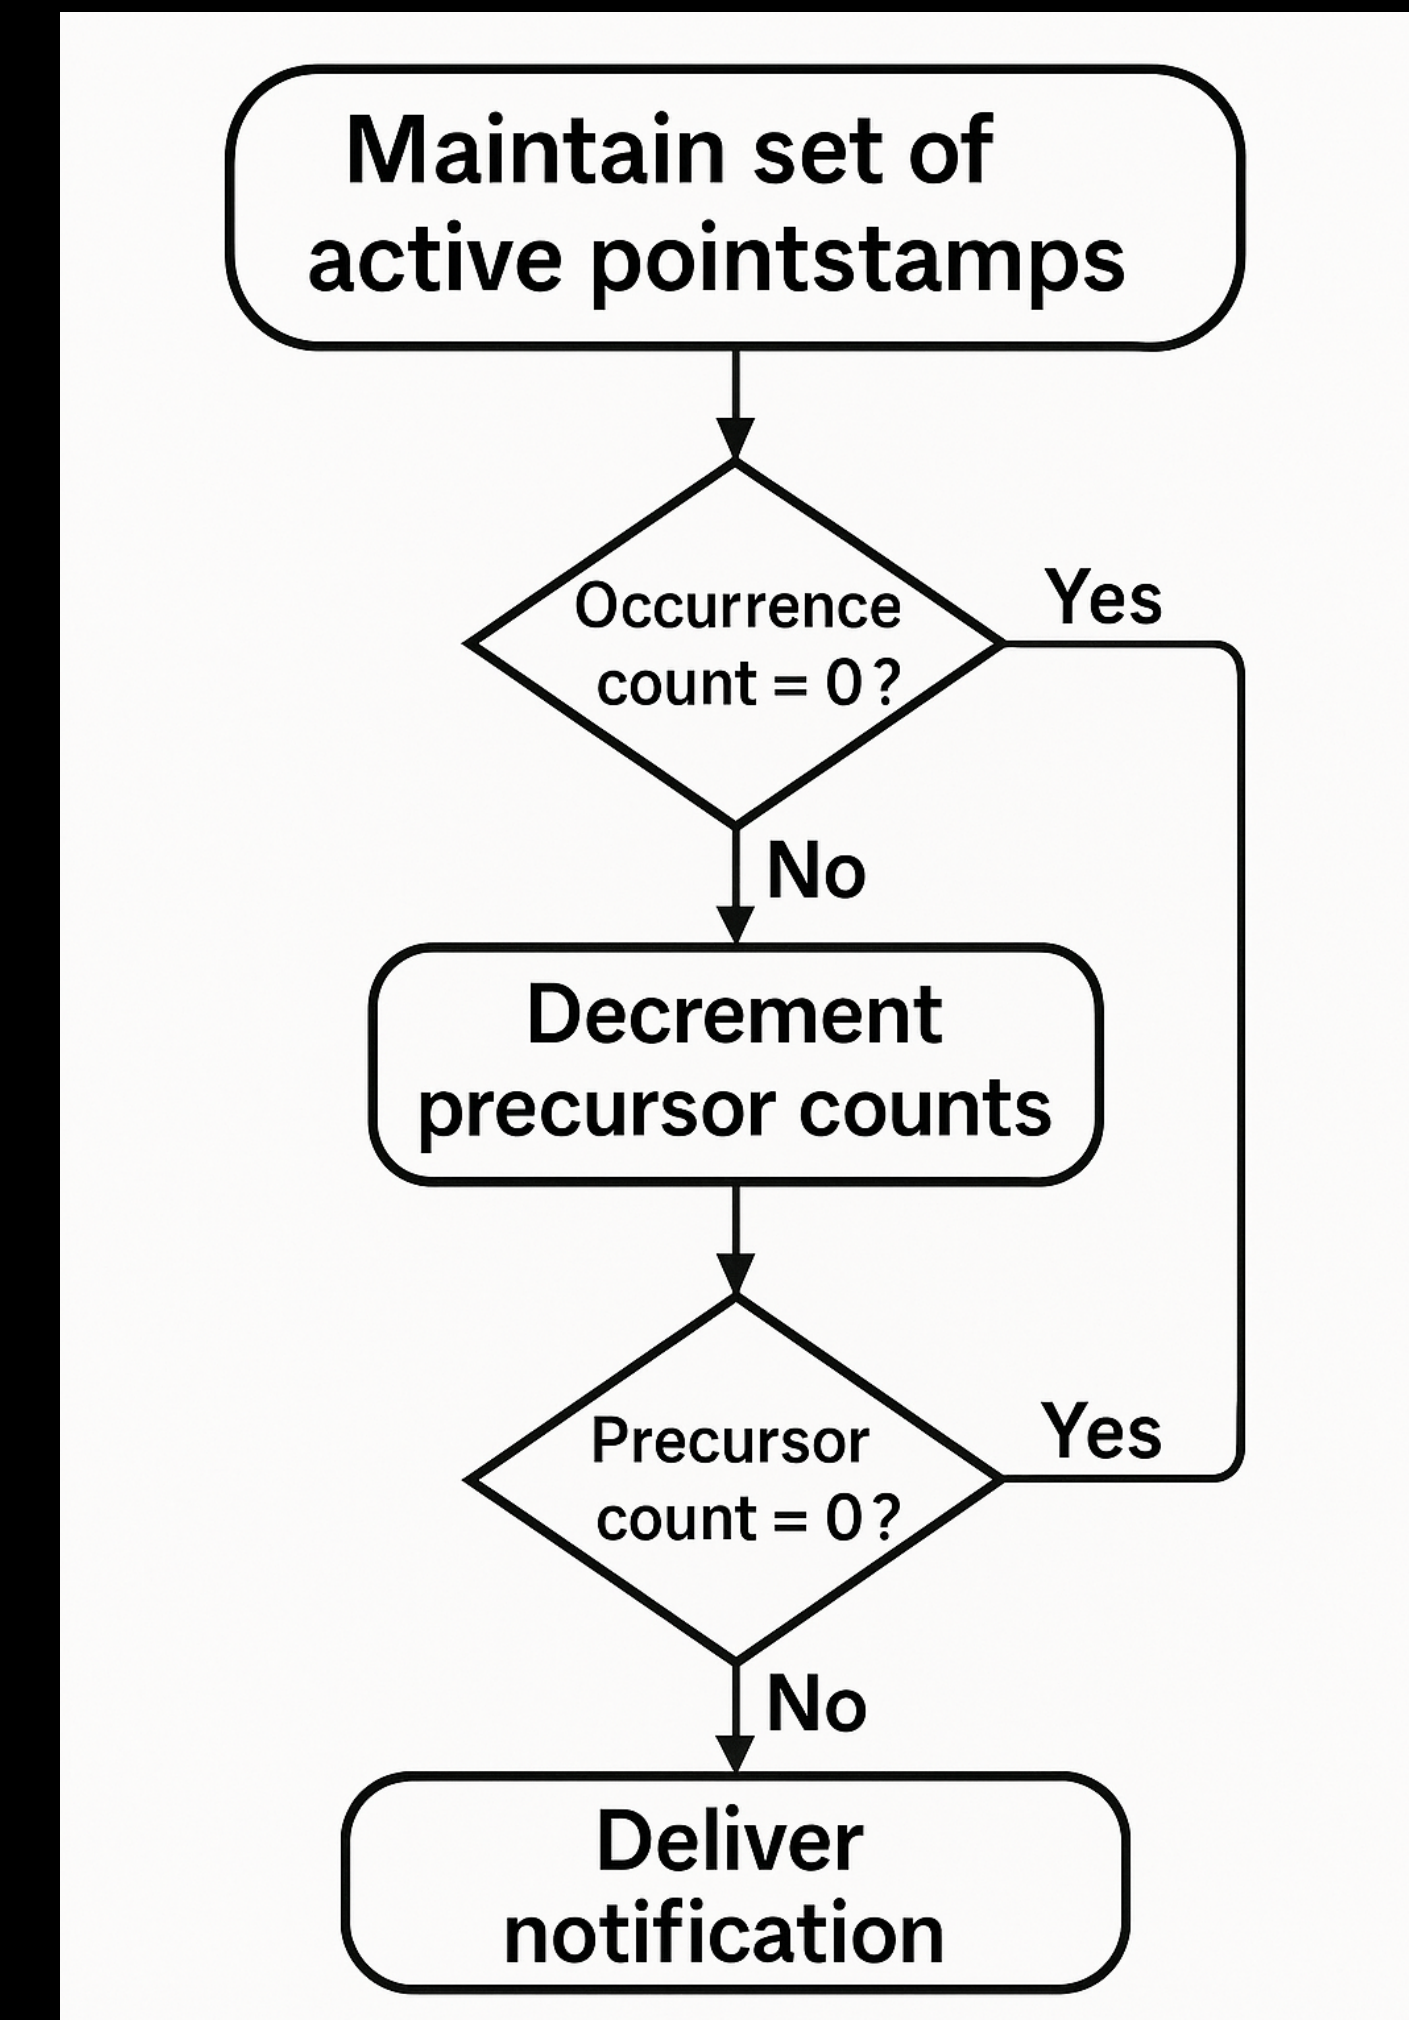 Maintain set of
active pointstamps
Occurrence
count = 0?
Yes
No
Decrement
precursor counts
Precursor
count = 0?
Yes
No
Deliver
notification